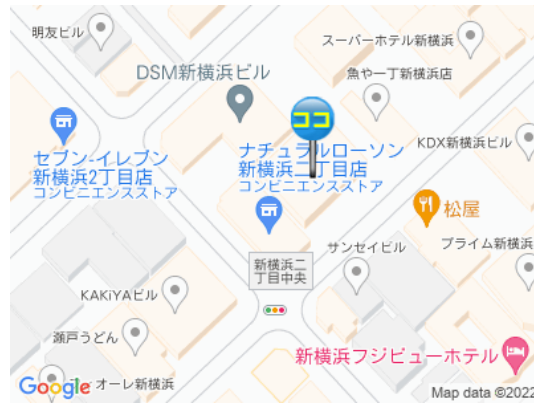 明友ビル
スーパーホテル新横浜
DSM新横浜ビル
魚や一丁新横浜店
ココ
セブン-イレブン
新横浜2丁目店
コンビニエンスストア
ナチュラルローソン
新横浜二丁目店
コンビニエンスストア
KDX新横浜ビル
松屋
新横浜二
丁目中央
サンセイビル
プライム新横浜
KAKiYAビル
瀬戸うどん
新横浜フジビューホテル
Google
オーレ新横浜
Map data ©2022